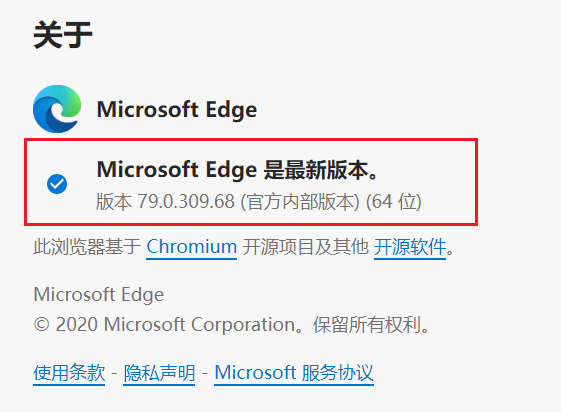 关于
Microsoft Edge
Microsoft Edge 是最新版本。
版本 79.0.309.68 (官方内部版本) (64 位)
此浏览器基于 Chromium 开源项目及其他 开源软件。
Microsoft Edge
© 2020 Microsoft Corporation。保留所有权利。
使用条款 - 隐私声明 - Microsoft 服务协议